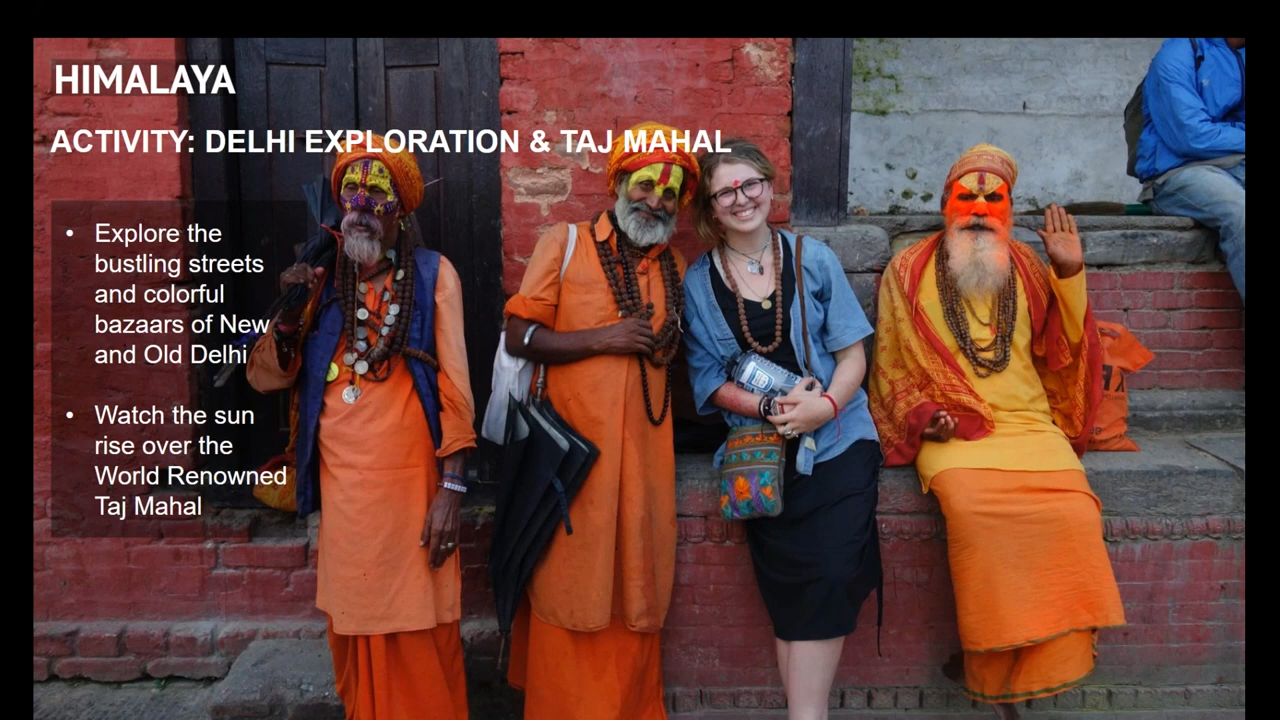 HIMALAYA
ACTIVITY: DELHI EXPLORATION & TAJ MAHAL
• Explore the
bustling streets
and colorful
bazaars of New
and Old Delhi
• Watch the sun
rise over the
World Renowned
Taj Mahal